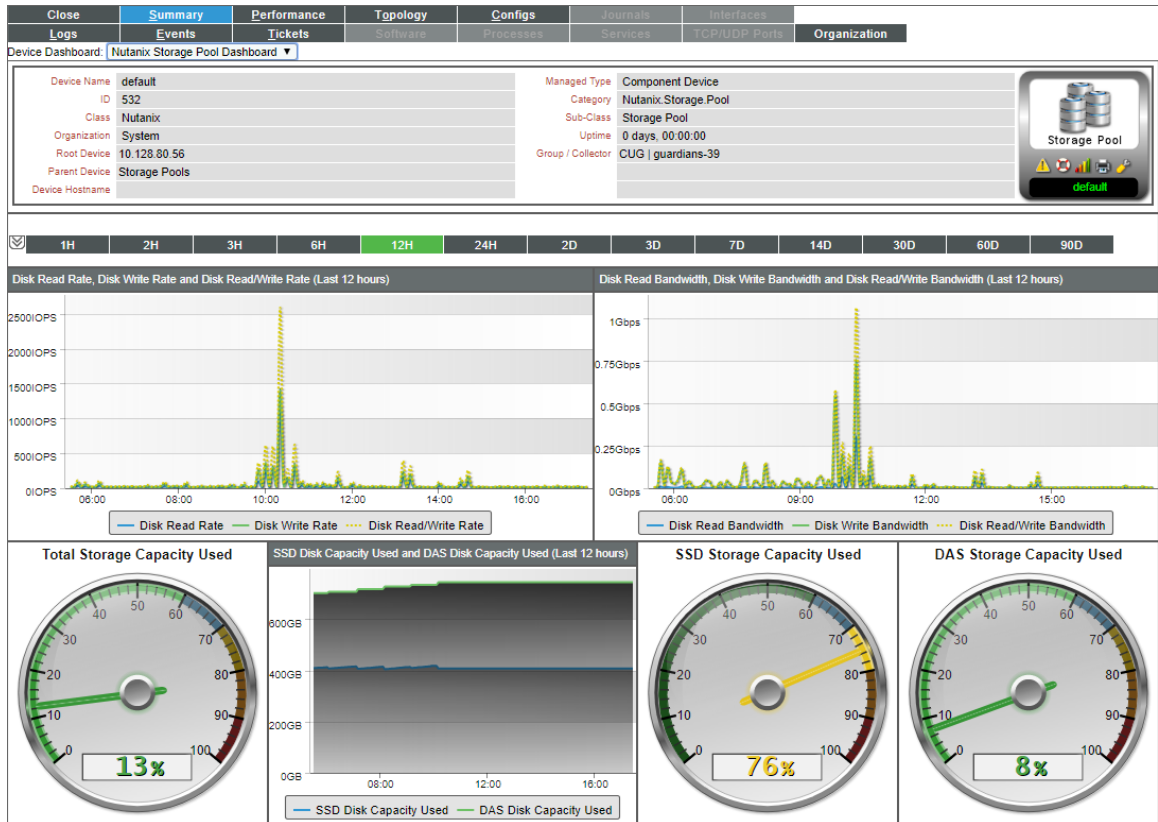 Close Summary Performance Topology Configs Journals Interfaces
Logs Events Tickets Software Processes Services TCP/UDP Ports Organization
Device Dashboard: Nutanix Storage Pool Dashboard ▼
Device Name default Managed Type Component Device
ID 532 Category Nutanix.Storage.Pool
Class Nutanix Sub-Class Storage Pool
Organization System Uptime 0 days, 00:00:00
Root Device 10.128.80.56 Group / Collector CUG | guardians-39
Parent Device Storage Pools
Device Hostname
Storage Pool
default
1H 2H 3H 6H 12H 24H 2D 3D 7D 14D 30D 60D 90D
Disk Read Rate, Disk Write Rate and Disk Read/Write Rate (Last 12 hours)
2500IOPS
2000IOPS
1500IOPS
1000IOPS
500IOPS
0IOPS
06:00 08:00 10:00 12:00 14:00 16:00
Disk Read Rate Disk Write Rate Disk Read/Write Rate
Disk Read Bandwidth, Disk Write Bandwidth and Disk Read/Write Bandwidth (Last 12 hours)
1Gbps
0.75Gbps
0.5Gbps
0.25Gbps
0Gbps
06:00 09:00 12:00 15:00
Disk Read Bandwidth Disk Write Bandwidth Disk Read/Write Bandwidth
Total Storage Capacity Used
0 10 20 30 40 50 60 70 80 90 100
13%
SSD Disk Capacity Used and DAS Disk Capacity Used (Last 12 hours)
600GB
400GB
200GB
0GB
08:00 12:00 16:00
SSD Disk Capacity Used DAS Disk Capacity Used
SSD Storage Capacity Used
0 10 20 30 40 50 60 70 80 90 100
76%
DAS Storage Capacity Used
0 10 20 30 40 50 60 70 80 90 100
8%